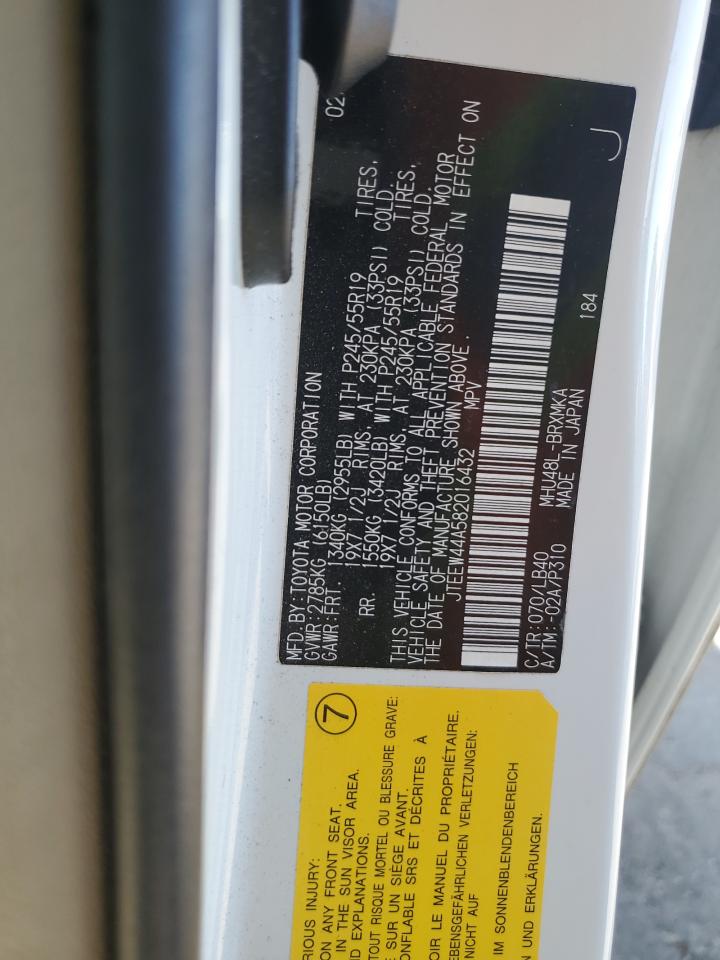 MFD.BY:TOYOTA MOTOR CORPORATION 02
GVWR:2785KG (6150LB)
GAWR:FRT. 1340KG (2955LB) WITH P245/55R19 TIRES,
19X7 1/2J RIMS, AT 230KPA (33PSI) COLD.
RR. 1550KG (3420LB) WITH P245/55R19 TIRES,
19X7 1/2J RIMS, AT 230KPA (33PSI) COLD.
THIS VEHICLE CONFORMS TO ALL APPLICABLE FEDERAL MOTOR
VEHICLE SAFETY AND THEFT PREVENTION STANDARDS IN EFFECT ON
THE DATE OF MANUFACTURE SHOWN ABOVE.
JTEEW44A582016432 MPV
C/TR:070/LB40 MHU48L-BRXMKA 184
A/TM:-02A/P310 MADE IN JAPAN J
7
RIOUS INJURY:
ON ANY FRONT SEAT.
IN THE SUN VISOR AREA.
ID EXPLANATIONS.
TOUT RISQUE MORTEL OU BLESSURE GRAVE:
E SUR UN SIÈGE AVANT.
ONFLABLE SRS ET DÉCRITES À
OIR LE MANUEL DU PROPRIÉTAIRE.
EBENSGEFÄHRLICHEN VERLETZUNGEN:
NICHT AUF
IM SONNENBLENDENBEREICH
N UND ERKLÄRUNGEN.